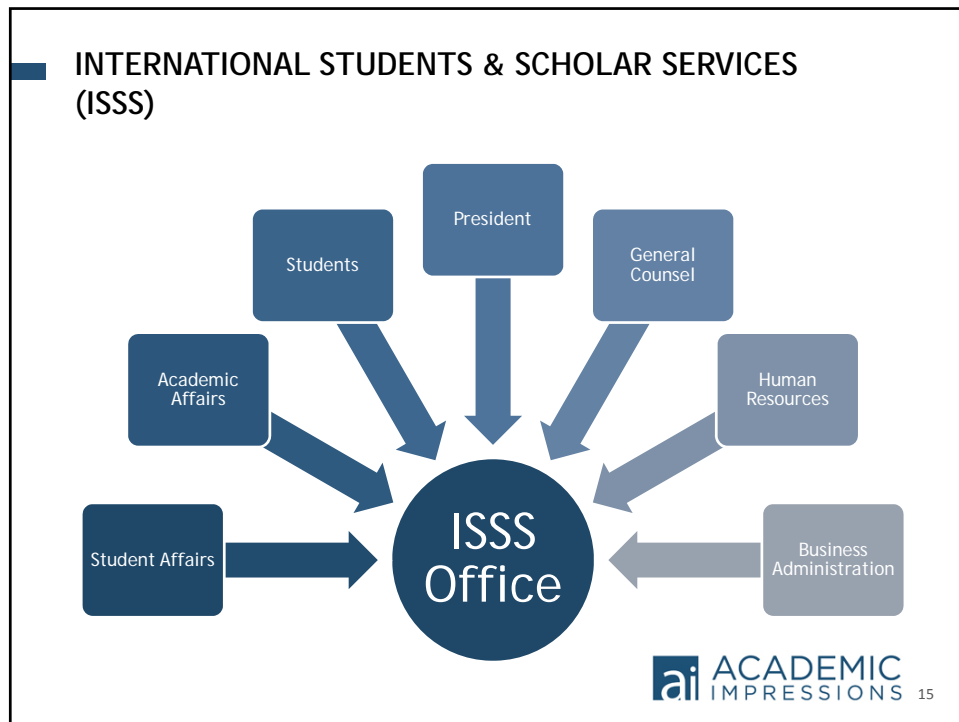 INTERNATIONAL STUDENTS & SCHOLAR SERVICES
(ISSS)
President
Students
General
Counsel
Academic
Affairs
Human
Resources
Student Affairs
ISSS
Office
Business
Administration
ai ACADEMIC
IMPRESSIONS
15